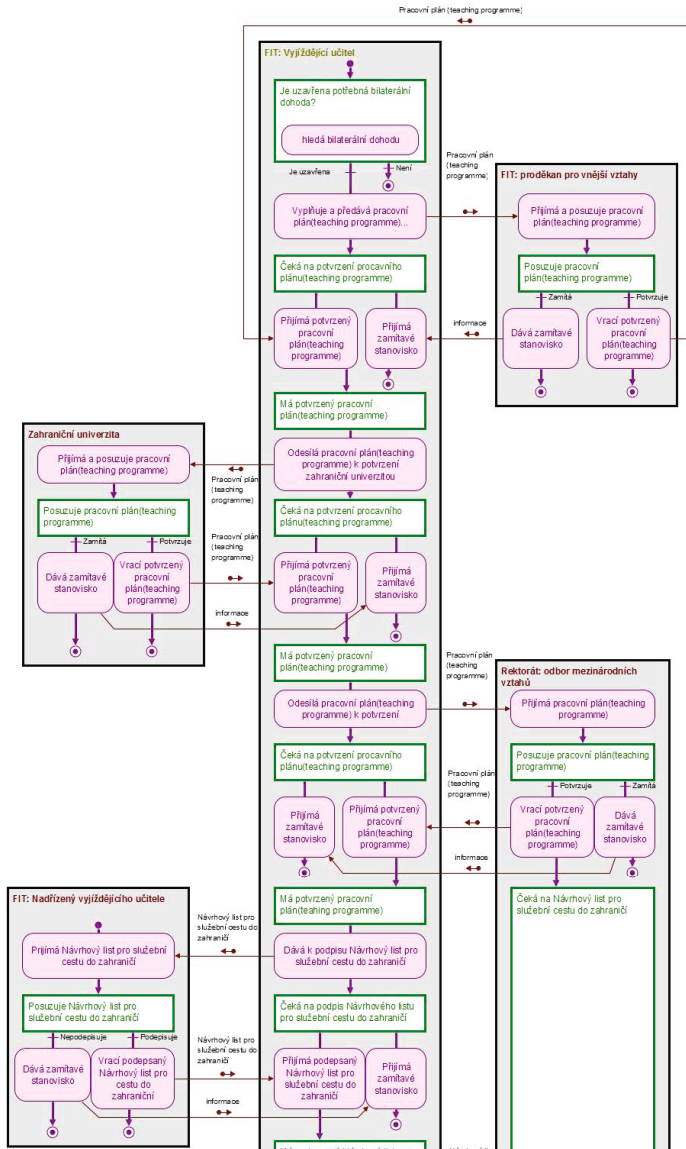 Pracovní plán (teaching programme)
FIT: Vyjíždějící učitel
Je uzavřena potřebná bilaterální
dohoda?
hledá bilaterální dohodu
Je uzavřena
Není
Vyplňuje a předává pracovní
plán(teaching programme)...
Pracovní plán
(teaching
programme)
FIT: proděkan pro vnější vztahy
Přijímá a posuzuje pracovní
plán(teaching programme)
Posuzuje pracovní
plán(teaching programme)
Zamítá
Potvrzuje
Dává zamítavé
stanovisko
Vrací potvrzený
pracovní
plán(teaching
programme)
informace
Čeká na potvrzení procavního
plánu(teaching programme)
Přijímá potvrzený
pracovní
plán(teaching
programme)
Přijímá
zamítavé
stanovisko
Má potvrzený pracovní
plán(teaching programme)
Odesílá pracovní plán(teaching
programme) k potvrzení
zahraniční univerzitou
Zahraniční univerzita
Přijímá a posuzuje pracovní
plán(teaching programme)
Pracovní plán
(teaching
programme)
Posuzuje pracovní plán(teaching
programme)
Zamítá
Potvrzuje
Dává zamítavé
stanovisko
Vrací potvrzený
pracovní
plán(teaching
programme)
Pracovní plán
(teaching
programme)
informace
Čeká na potvrzení procavního
plánu(teaching programme)
Přijímá potvrzený
pracovní
plán(teaching
programme)
Přijímá
zamítavé
stanovisko
Má potvrzený pracovní
plán(teaching programme)
Odesílá pracovní plán(teaching
programme) k potvrzení
Pracovní plán
(teaching
programme)
Rektorát: odbor mezinárodních
vztahů
Přijímá pracovní plán(teaching
programme)
Posuzuje pracovní plán(teaching
programme)
Potvrzuje
Zamítá
Vrací potvrzený
pracovní
plán(teaching
programme)
Dává
zamítavé
stanovisko
Pracovní plán
(teaching
programme)
informace
Čeká na potvrzení procavního
plánu(teaching programme)
Přijímá
zamítavé
stanovisko
Přijímá potvrzený
pracovní
plán(teaching
programme)
Má potvrzený pracovní
plán(teahing programme)
Čeká na Návrhový list pro
služební cestu do zahraničí
Dává k podpisu Návrhový list pro
služební cestu do zahraničí
Návrhový list pro
služební cestu do
zahraničí
FIT: Nadřízený vyjíždějícího učitele
Prijímá Návrhový list pro služební
cestu do zahraničí
Posuzuje Návrhový list pro
služební cestu do zahraničí
Nepodepisuje
Podepisuje
Dává zamítavé
stanovisko
Vrací podepsaný
Návrhový list pro
cestu do
zahraniční
Návrhový list pro
služební cestu do
zahraničí
informace
Čeká na podpis Návrhového listu
pro služební cestu do zahraničí
Přijímá podepsaný
Návrhový list pro
služební cestu do
zahraničí
Přijímá
zamítavé
stanovisko